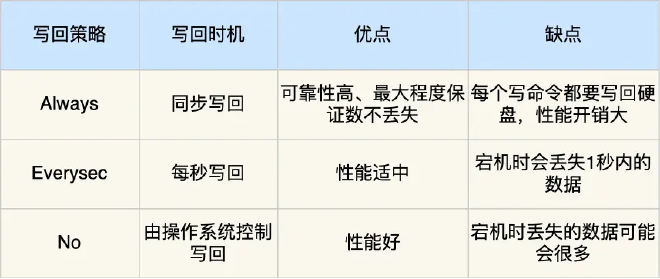 写回策略
写回时机
优点
缺点
Always
同步写回
可靠性高、最大程度保
证数不丢失
每个写命令都要写回硬
盘，性能开销大
Everysec
每秒写回
性能适中
宕机时会丢失1秒内的
数据
No
由操作系统控制
写回
性能好
宕机时丢失的数据可能
会很多